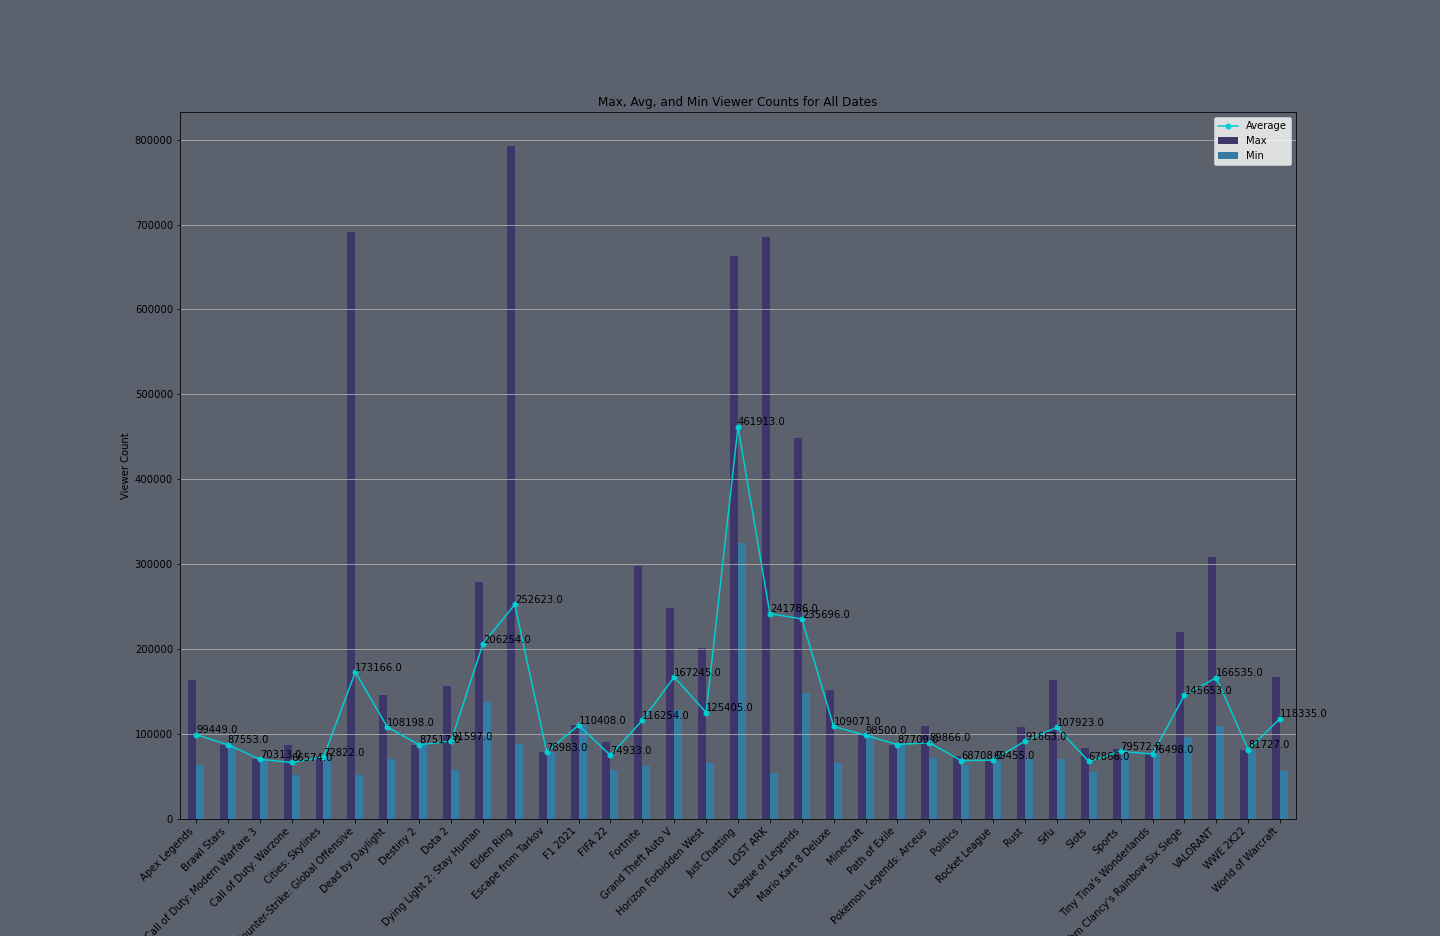 Max, Avg, and Min Viewer Counts for All Dates
Average
Max
Min
800000
700000
600000
500000
400000
300000
200000
100000
0
Viewer Count
99449.0
87553.0
70313.0
66574.0
72822.0
173166.0
108198.0
87517.0
91597.0
206254.0
252623.0
78983.0
110408.0
74933.0
116254.0
167245.0
125405.0
461913.0
241786.0
235696.0
109071.0
98500.0
87709.0
89866.0
68708.0
69455.0
91663.0
107923.0
67866.0
79572.0
76498.0
145653.0
166535.0
81727.0
118335.0
Apex Legends
Brawl Stars
Call of Duty: Modern Warfare 3
Call of Duty: Warzone
Cities: Skylines
ounter-Strike: Global Offensive
Dead by Daylight
Destiny 2
Dota 2
Dying Light 2: Stay Human
Elden Ring
Escape from Tarkov
F1 2021
FIFA 22
Fortnite
Grand Theft Auto V
Horizon Forbidden West
Just Chatting
LOST ARK
League of Legends
Mario Kart 8 Deluxe
Minecraft
Path of Exile
Pokémon Legends: Arceus
Politics
Rocket League
Rust
Sifu
Slots
Sports
Tiny Tina's Wonderlands
om Clancy's Rainbow Six Siege
VALORANT
WWE 2K22
World of Warcraft